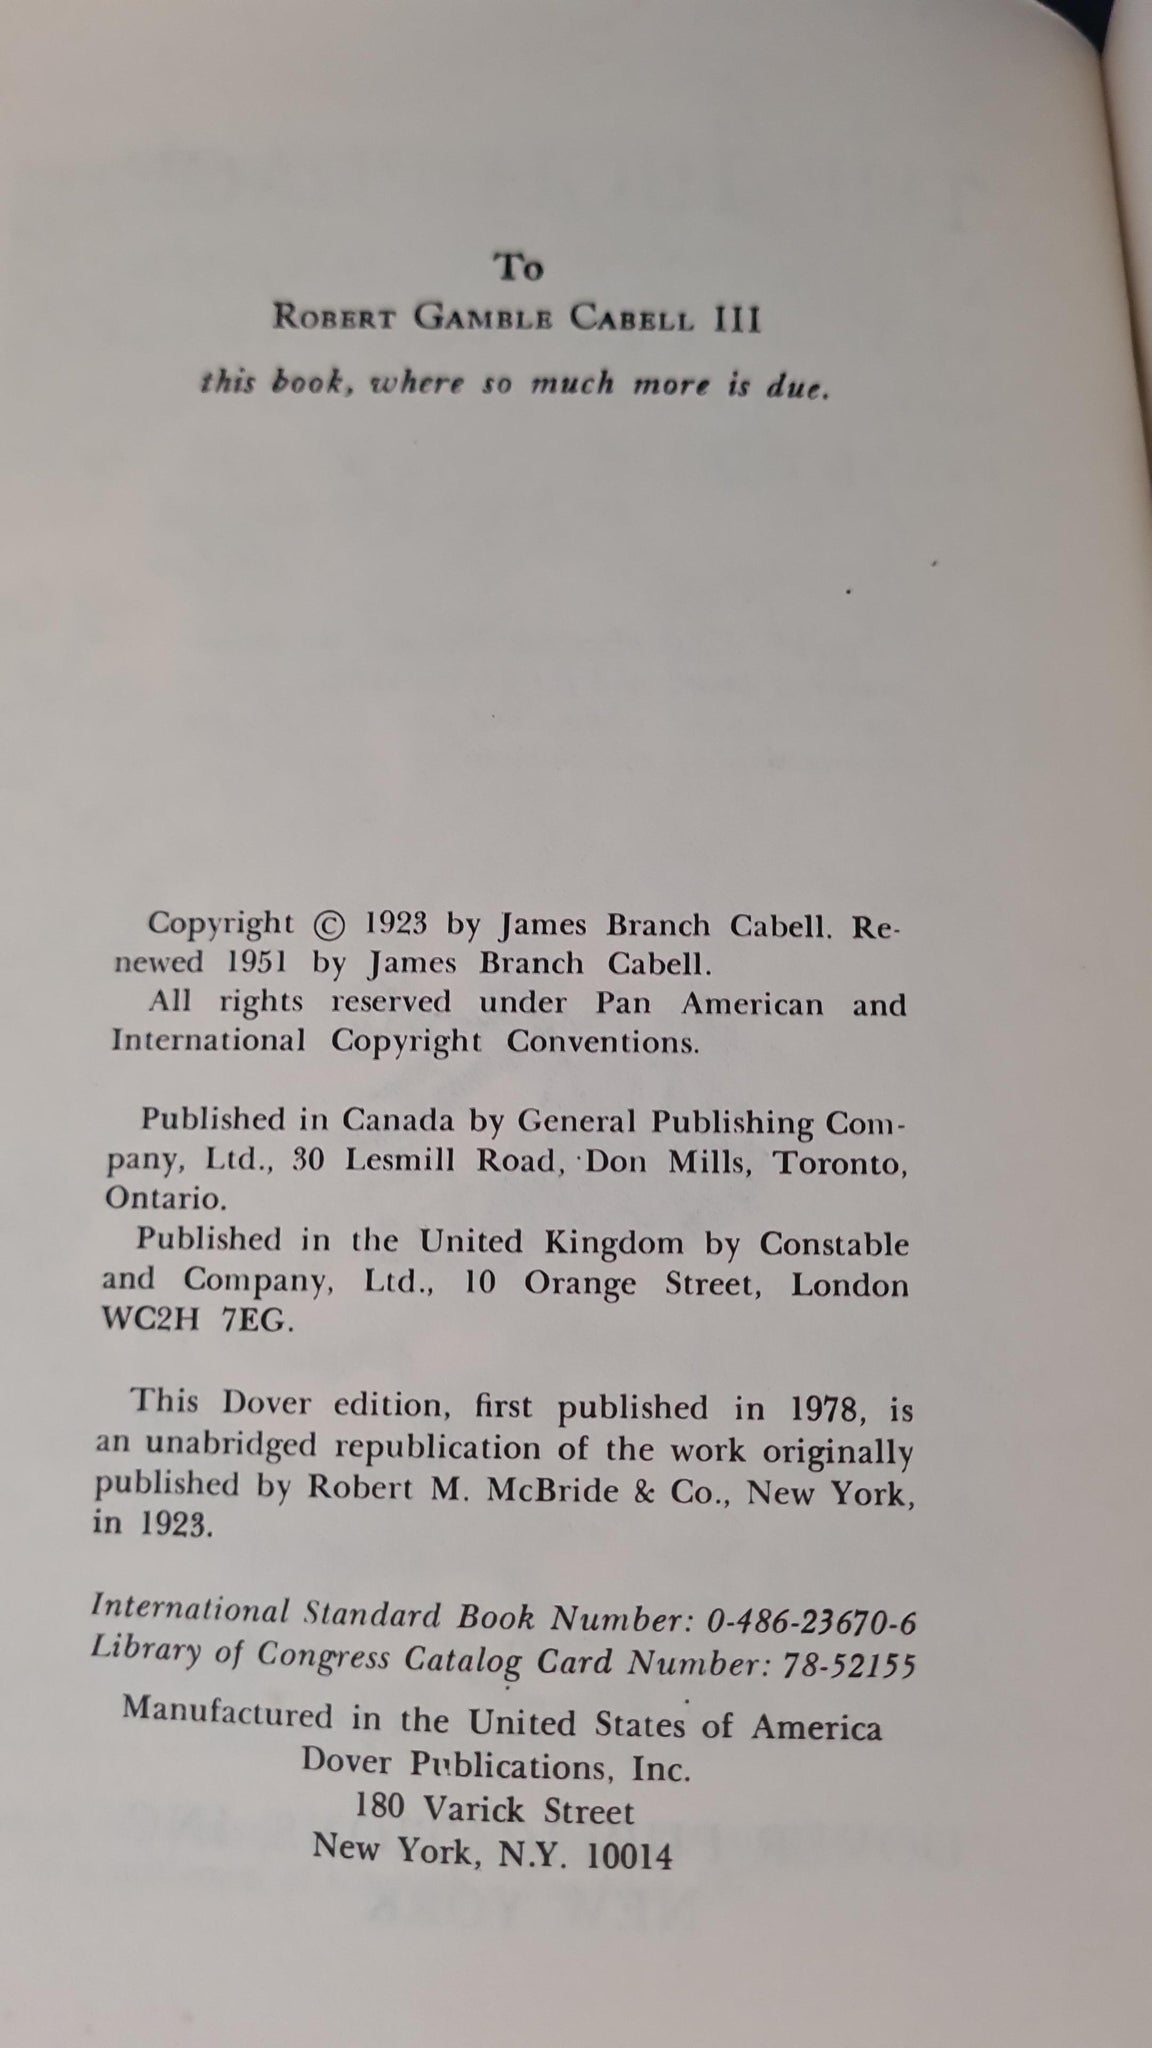 To
ROBERT GAMBLE CABELL III
this book, where so much more is due.
Copyright © 1923 by James Branch Cabell. Re-
newed 1951 by James Branch Cabell.
All rights reserved under Pan American and
International Copyright Conventions.
Published in Canada by General Publishing Com-
pany, Ltd., 30 Lesmill Road, Don Mills, Toronto,
Ontario.
Published in the United Kingdom by Constable
and Company, Ltd., 10 Orange Street, London
WC2H 7EG.
This Dover edition, first published in 1978, is
an unabridged republication of the work originally
published by Robert M. McBride & Co., New York,
in 1923.
International Standard Book Number: 0-486-23670-6
Library of Congress Catalog Card Number: 78-52155
Manufactured in the United States of America
Dover Publications, Inc.
180 Varick Street
New York, N.Y. 10014